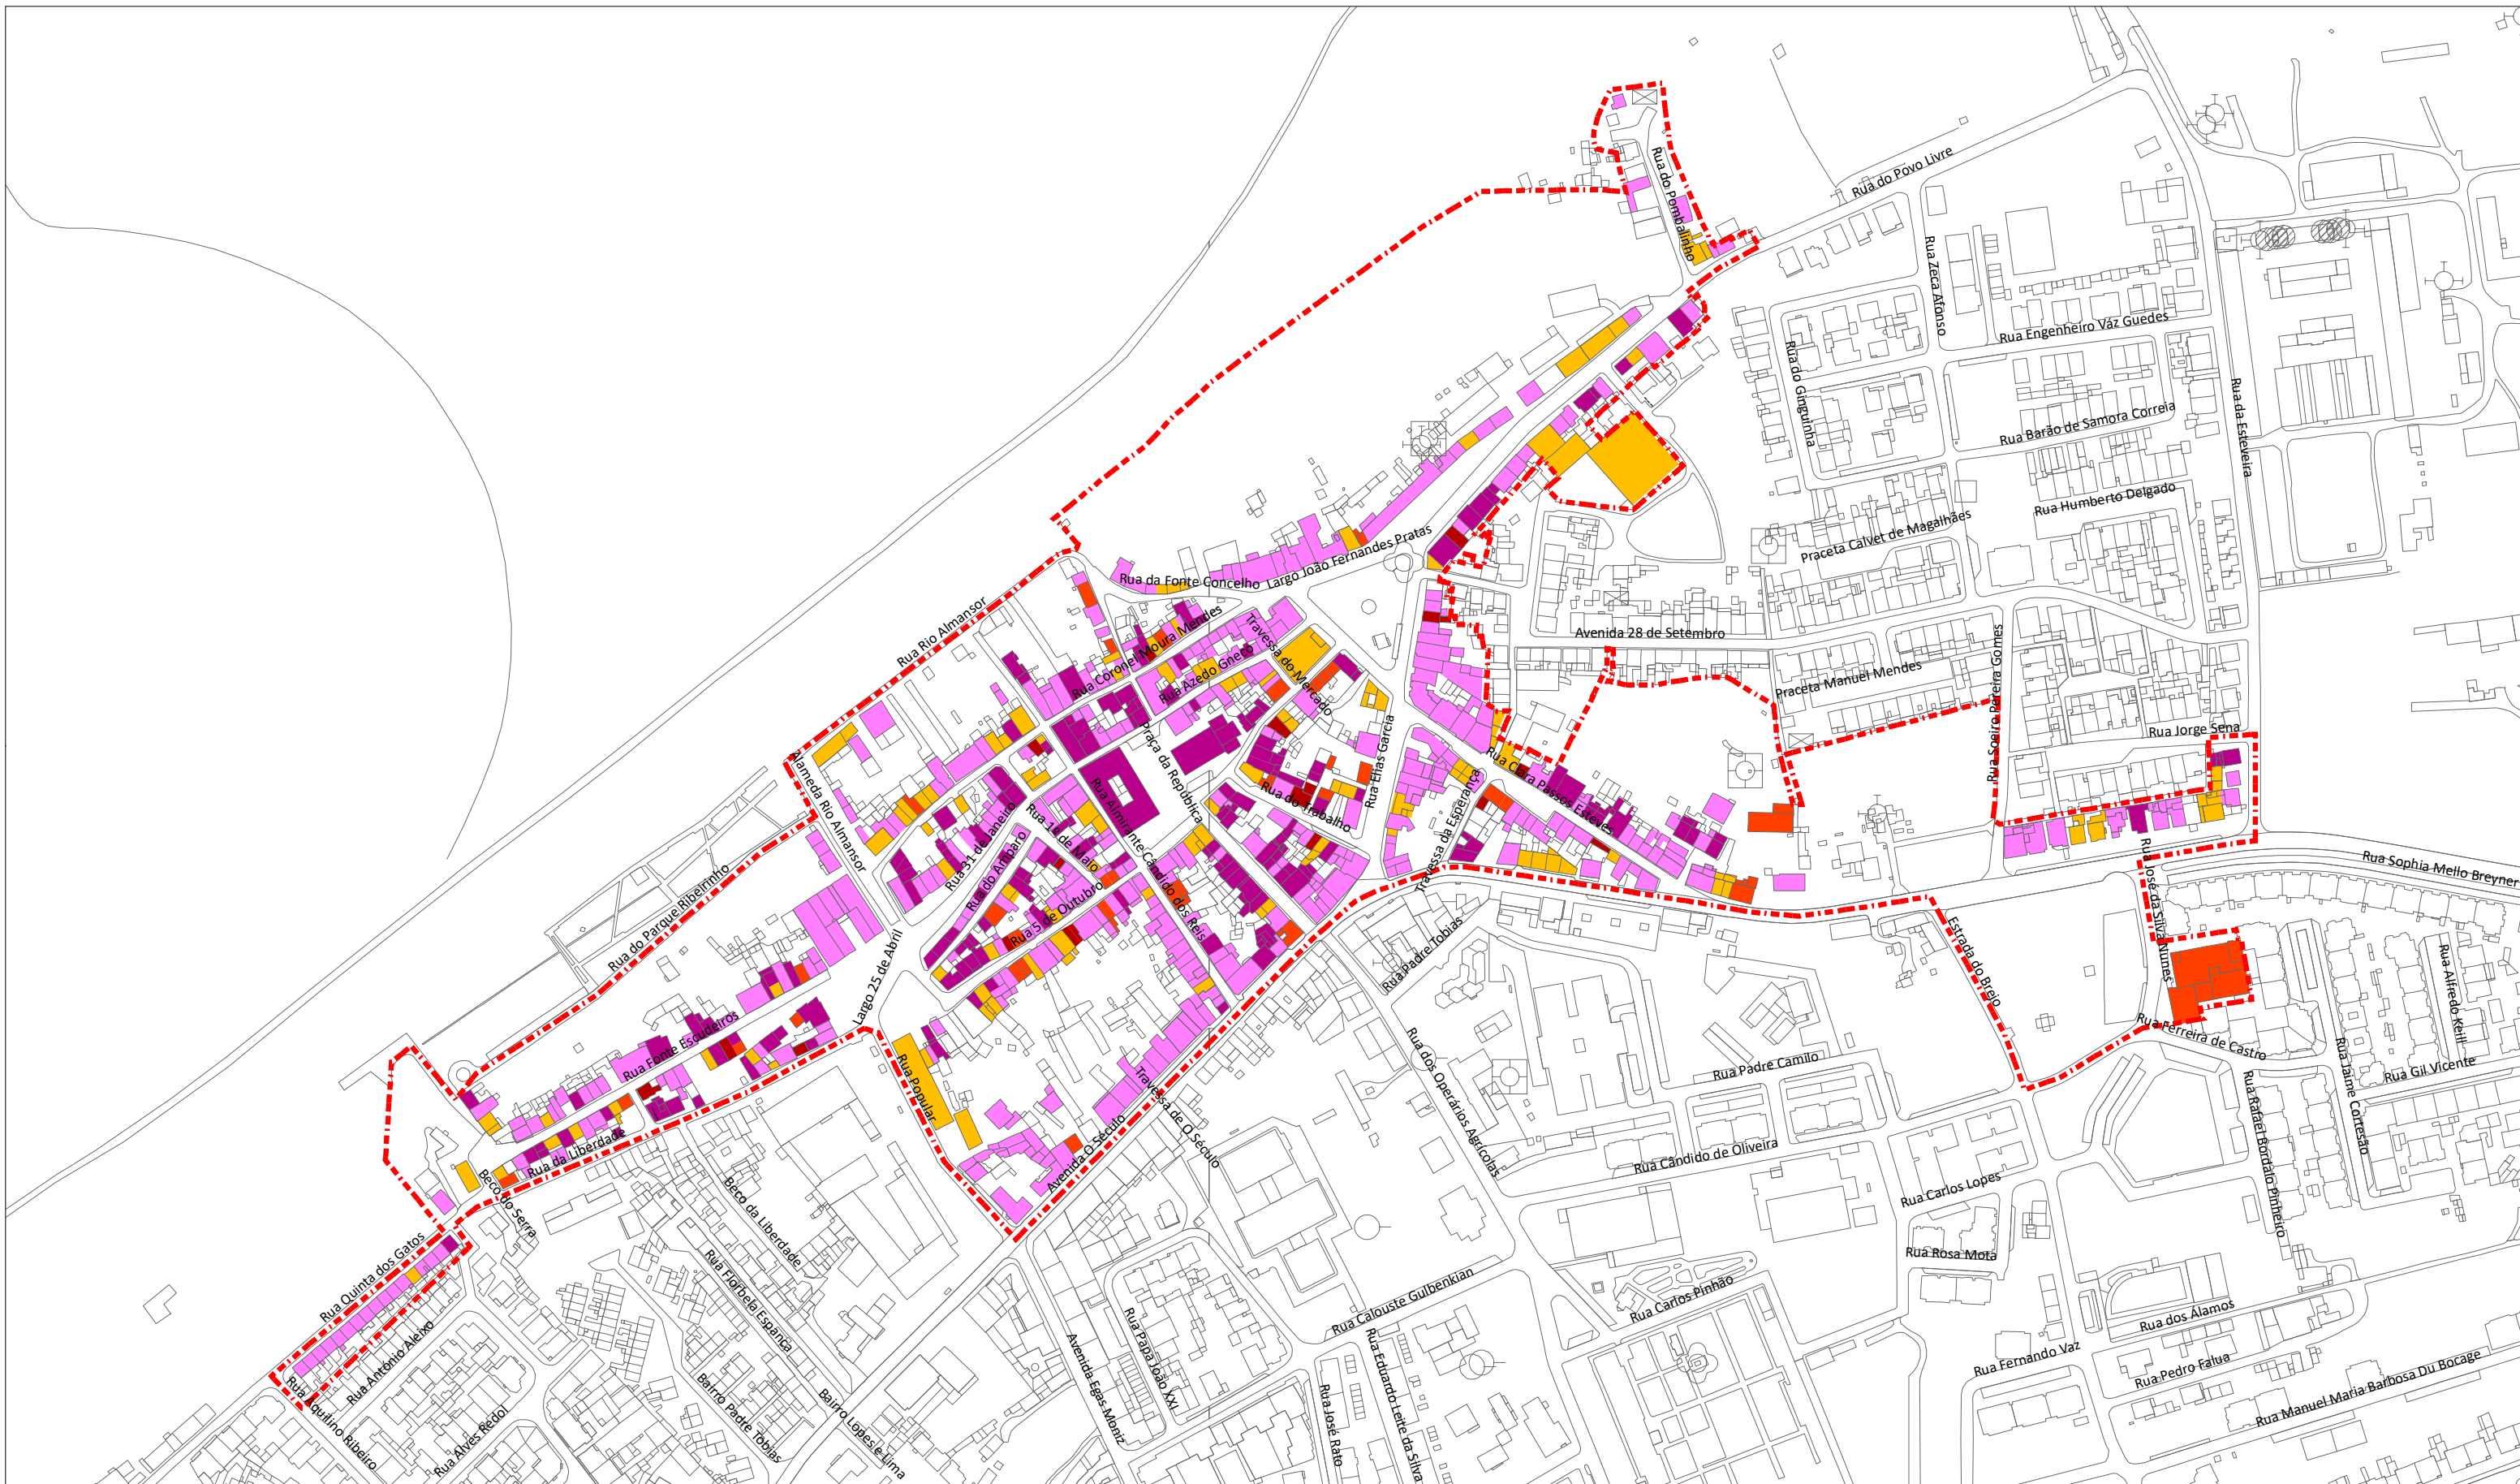 Rua do Pombalinho
Rua do Povo Livre
Rua Zeca Afonso
Rua Engenheiro Váz Guedes
Rua do Ginguinha
Rua Barão de Samora Correia
Rua da Esteveira
Rua Humberto Delgado
Praceta Calvet de Magalhães
Largo João Fernandes Pratas
Rua da Fonte Concelho
Rua Rio Almansor
Rua Coronel Moura Mendes
Travessa do Mercado
Rua Azedo Gneco
Avenida 28 de Setembro
Praceta Manuel Mendes
Rua Soeiro Pereira Gomes
Rua Jorge Sena
Alameda Rio Almansor
Praça da República
Rua Elias Garcia
Rua Clara Passos Esteves
Rua Almirante Cândido dos Reis
Rua do Trabalho
Travessa da Esperança
Rua 31 de Janeiro
Rua 1º de Maio
Rua do Amparo
Rua 5 de Outubro
Rua Sophia Mello Breyner
Rua José da Silva Nunes
Rua do Parque Ribeirinho
Largo 25 de Abril
Rua Padre Tobias
Estrada do Brejo
Rua Alfredo Keill
Rua Ferreira de Castro
Rua Fonte Escudeiros
Rua Popular
Rua Padre Camilo
Rua Gil Vicente
Rua Jaime Cortesão
Rua dos Operários Agrícolas
Travessa de O Século
Avenida O Século
Rua da Liberdade
Rua Cândido de Oliveira
Rua Rafael Bordalo Pinheiro
Rua Carlos Lopes
Beco do Serra
Beco da Liberdade
Rua Quinta dos Gatos
Rua Rosa Mota
Rua Florbela Espança
Rua Carlos Pinhão
Rua Calouste Gulbenkian
Rua dos Álamos
Rua António Aleixo
Rua Aquilino Ribeiro
Rua Alves Redol
Bairro Padre Tobias
Bairro Lopes e Lima
Avenida Egas Moniz
Rua Papa João XXI
Rua José Rato
Rua Eduardo Leite da Silva
Rua Fernando Vaz
Rua Pedro Falua
Rua Manuel Maria Barbosa Du Bocage